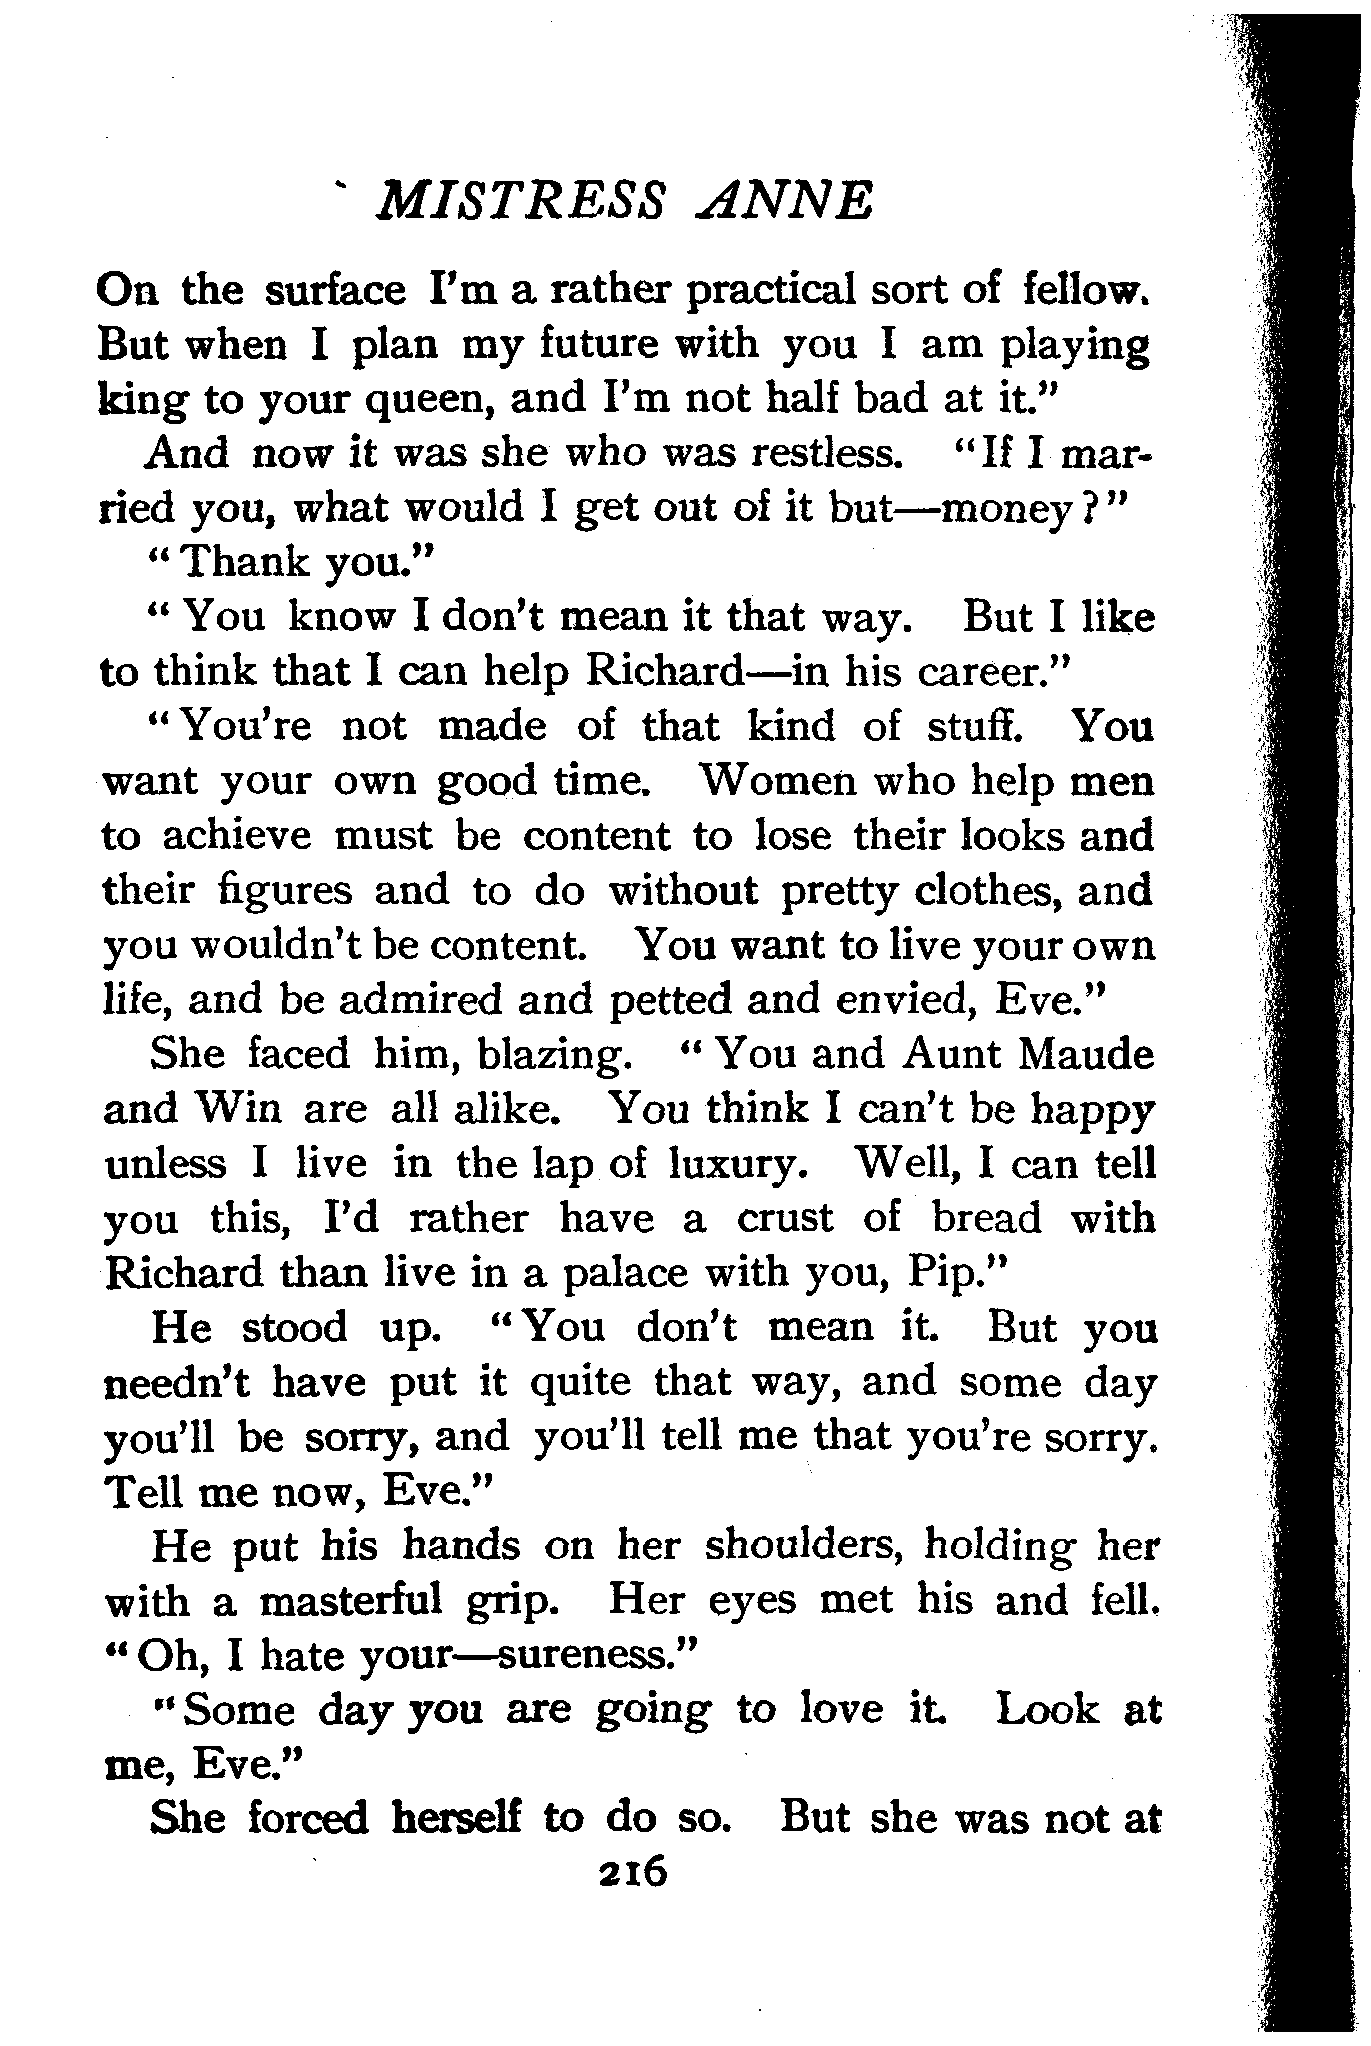 MISTRESS ANNE
On the surface I'm a rather practical sort of fellow.
But when I plan my future with you I am playing
king to your queen, and I'm not half bad at it."
And now it was she who was restless. "If I mar-
ried you, what would I get out of it but—money?"
"Thank you."
"You know I don't mean it that way. But I like
to think that I can help Richard—in his career."
"You're not made of that kind of stuff. You
want your own good time. Women who help men
to achieve must be content to lose their looks and
their figures and to do without pretty clothes, and
you wouldn't be content. You want to live your own
life, and be admired and petted and envied, Eve."
She faced him, blazing. "You and Aunt Maude
and Win are all alike. You think I can't be happy
unless I live in the lap of luxury. Well, I can tell
you this, I'd rather have a crust of bread with
Richard than live in a palace with you, Pip."
He stood up. "You don't mean it. But you
needn't have put it quite that way, and some day
you'll be sorry, and you'll tell me that you're sorry.
Tell me now, Eve."
He put his hands on her shoulders, holding her
with a masterful grip. Her eyes met his and fell.
"Oh, I hate your—sureness."
"Some day you are going to love it. Look at
me, Eve."
She forced herself to do so. But she was not at
216